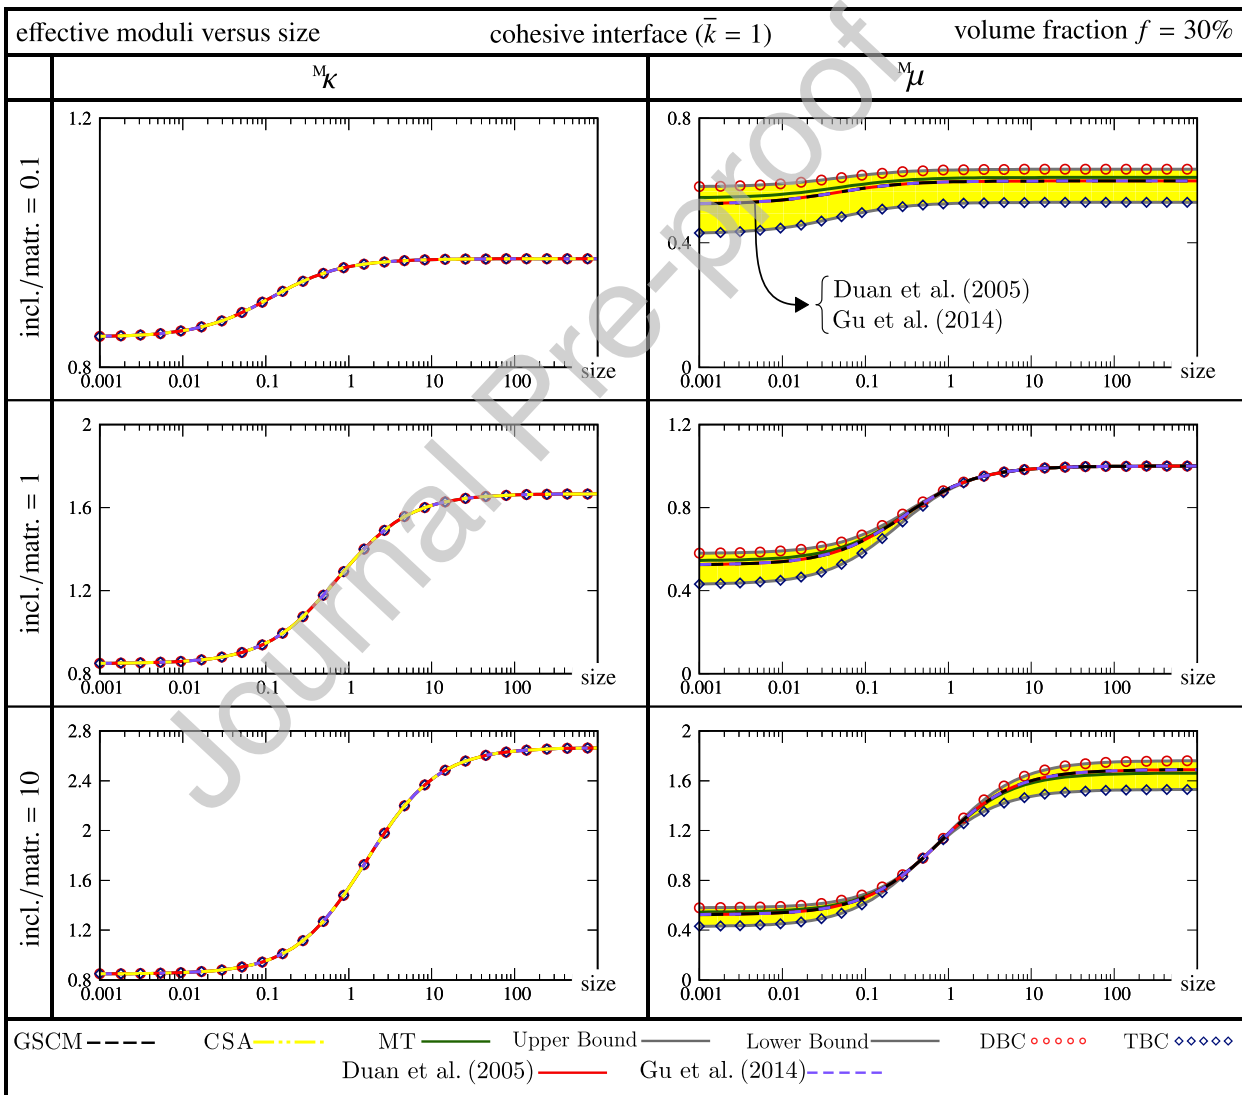 effective moduli versus size cohesive interface (k̄ = 1) volume fraction f = 30%
ᴹκ ᴹμ
incl./matr. = 0.1
1.2
0.8
0.001 0.01 0.1 1 10 100 size
0.8
0.4
0
0.001 0.01 0.1 1 10 100 size
Duan et al. (2005)
Gu et al. (2014)
incl./matr. = 1
2
1.6
1.2
0.8
0.001 0.01 0.1 1 10 100 size
1.2
0.8
0.4
0
0.001 0.01 0.1 1 10 100 size
incl./matr. = 10
2.8
2.4
2
1.6
1.2
0.8
0.001 0.01 0.1 1 10 100 size
2
1.6
1.2
0.8
0.4
0
0.001 0.01 0.1 1 10 100 size
GSCM CSA MT Upper Bound Lower Bound DBC TBC
Duan et al. (2005) Gu et al. (2014)
Journal Pre-proof